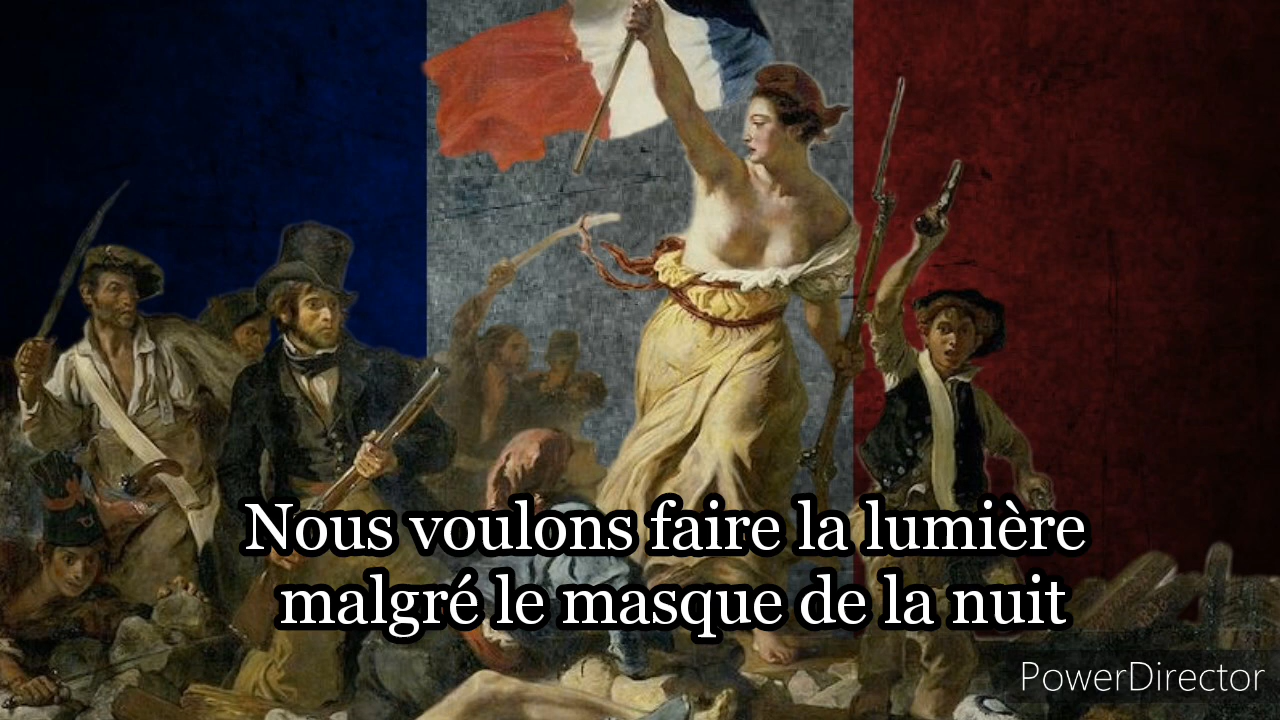 Nous voulons faire la lumière
malgré le masque de la nuit
PowerDirector